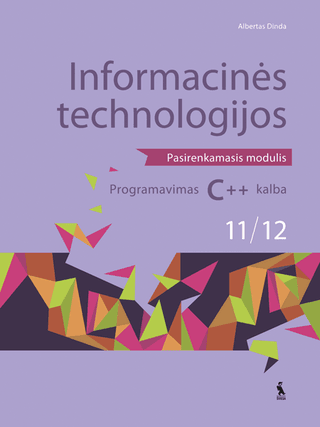 Albertas Dinda
Informacinės
technologijos
Pasirenkamasis modulis
Programavimas C++ kalba
11/12